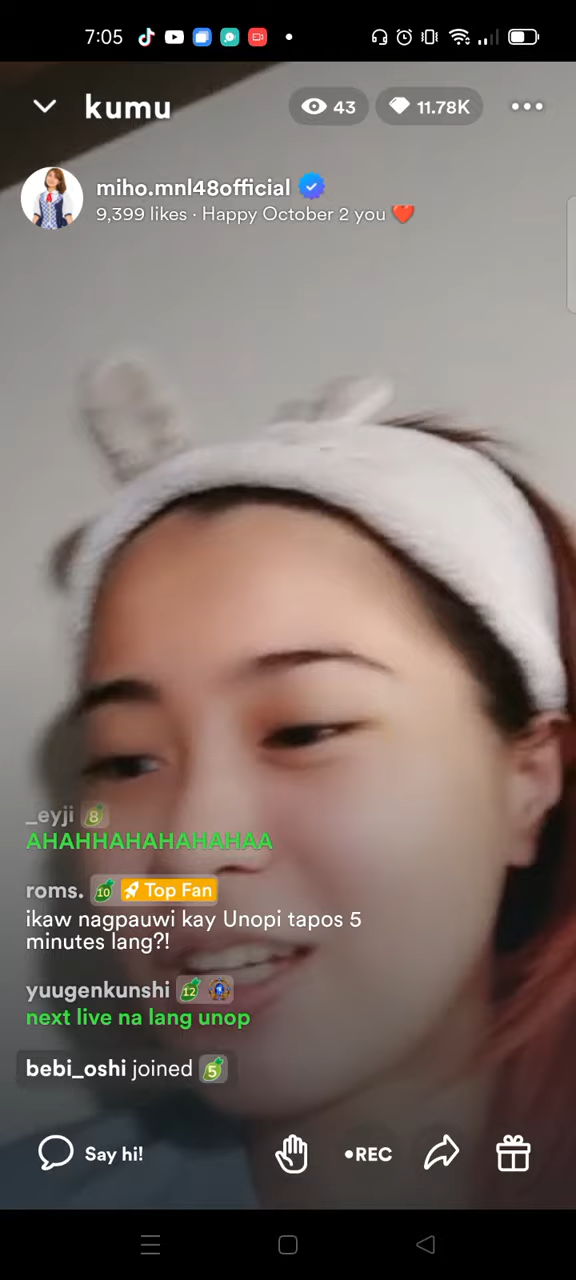 7:05
kumu
43
11.78K
miho.mnl48official
9,399 likes · Happy October 2 you ❤️
_eyji 8
AHAHHAHAHAHAHAA
roms. 10 Top Fan
ikaw nagpauwi kay Unopi tapos 5
minutes lang?!
yuugenkunshi 12
next live na lang unop
bebi_oshi joined 5
Say hi!
•REC